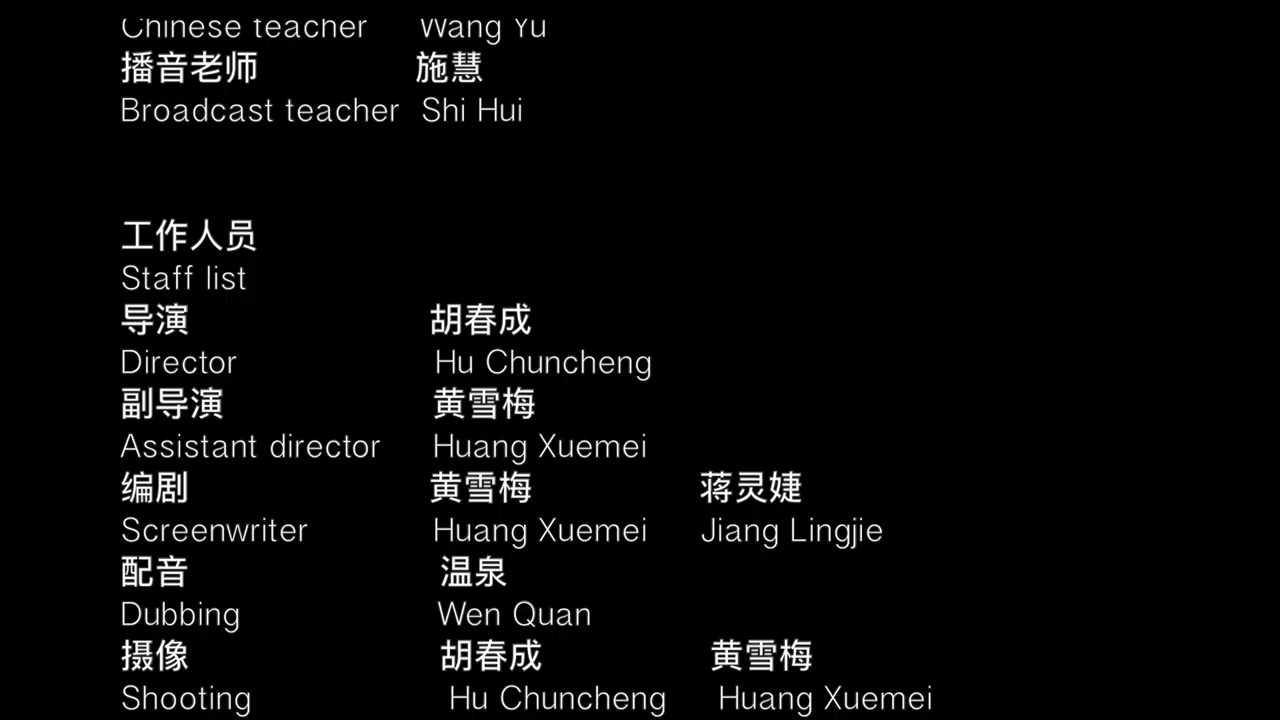 Chinese teacher Wang Yu
播音老师 施慧
Broadcast teacher Shi Hui
工作人员
Staff list
导演 胡春成
Director Hu Chuncheng
副导演 黄雪梅
Assistant director Huang Xuemei
编剧 黄雪梅 蒋灵婕
Screenwriter Huang Xuemei Jiang Lingjie
配音 温泉
Dubbing Wen Quan
摄像 胡春成 黄雪梅
Shooting Hu Chuncheng Huang Xuemei